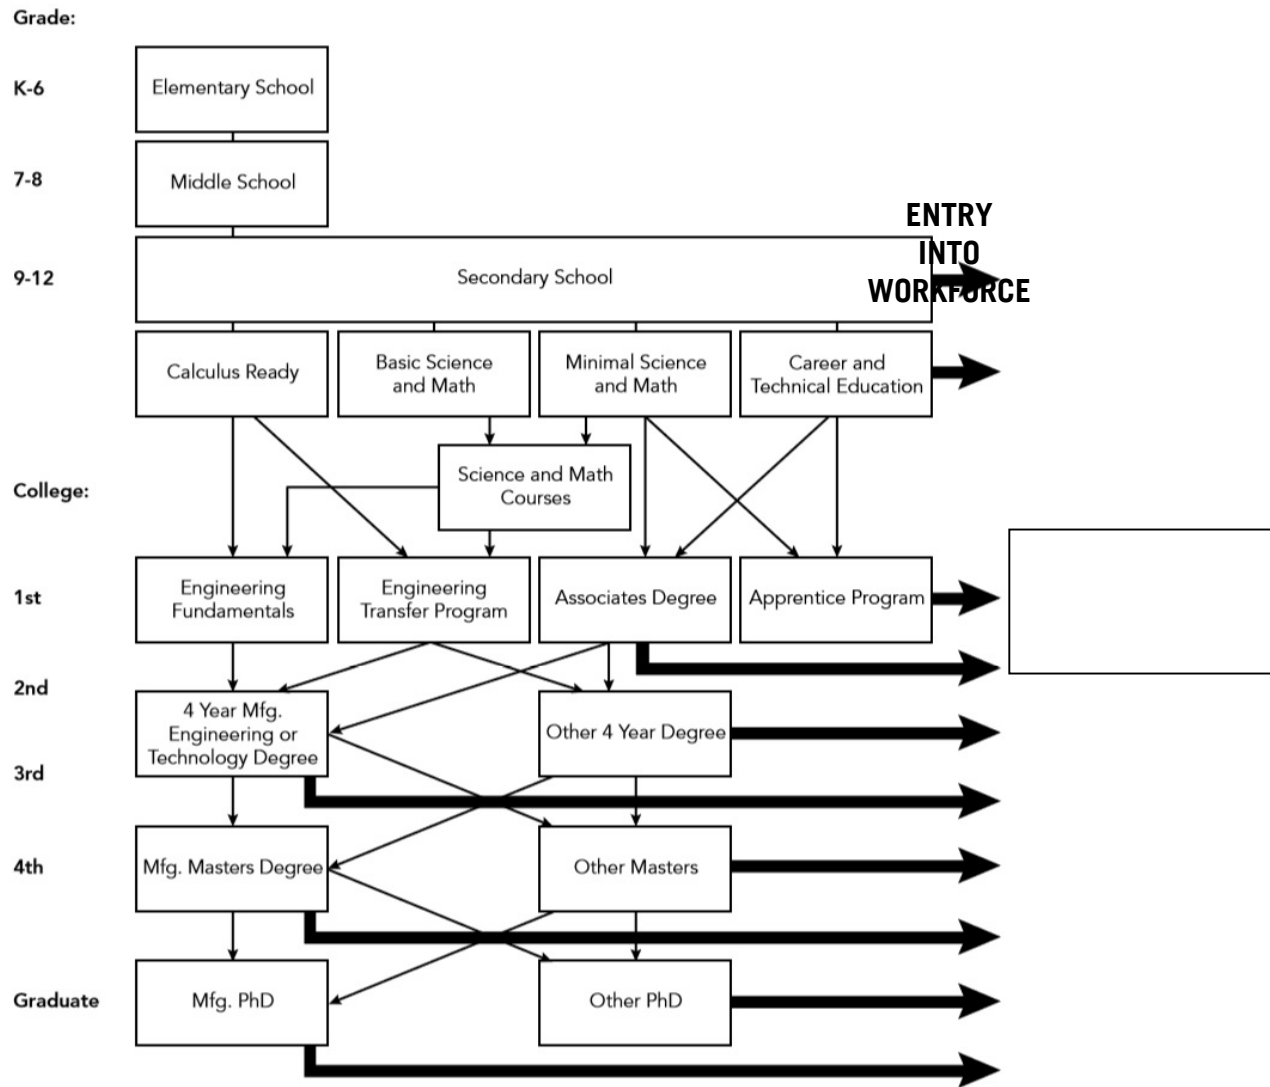 Grade:
K-6
Elementary School
7-8
Middle School
ENTRY
INTO
WORKFORCE
9-12
Secondary School
Calculus Ready
Basic Science
and Math
Minimal Science
and Math
Career and
Technical Education
College:
Science and Math
Courses
1st
Engineering
Fundamentals
Engineering
Transfer Program
Associates Degree
Apprentice Program
2nd
4 Year Mfg.
Engineering or
Technology Degree
Other 4 Year Degree
3rd
4th
Mfg. Masters Degree
Other Masters
Graduate
Mfg. PhD
Other PhD